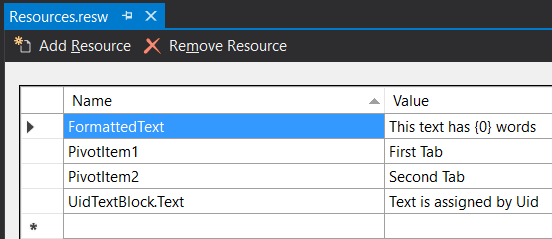 Resources.resw
Add Resource Remove Resource
Name Value
FormattedText This text has {0} words
PivotItem1 First Tab
PivotItem2 Second Tab
UidTextBlock.Text Text is assigned by Uid
*